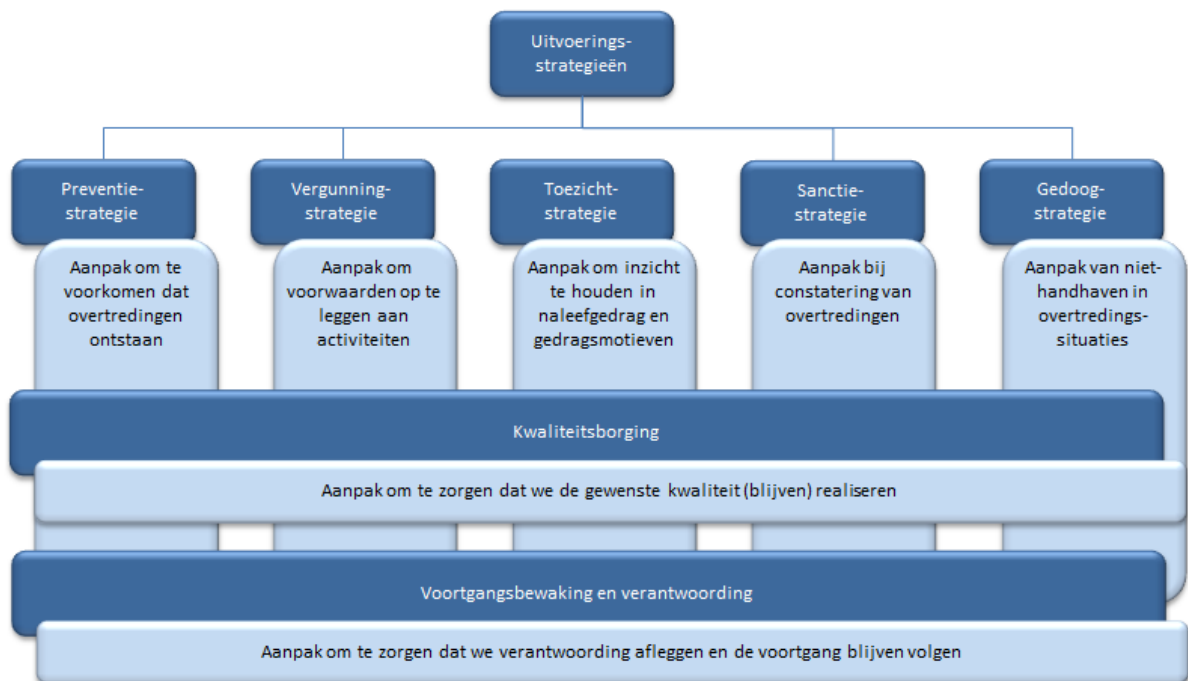 Uitvoerings-
strategieën
Preventie-
strategie
Aanpak om te
voorkomen dat
overtredingen
ontstaan
Vergunning-
strategie
Aanpak om
voorwaarden op te
leggen aan
activiteiten
Toezicht-
strategie
Aanpak om inzicht
te houden in
naleefgedrag en
gedragsmotieven
Sanctie-
strategie
Aanpak bij
constatering van
overtredingen
Gedoog-
strategie
Aanpak van niet-
handhaven in
overtredings-
situaties
Kwaliteitsborging
Aanpak om te zorgen dat we de gewenste kwaliteit (blijven) realiseren
Voortgangsbewaking en verantwoording
Aanpak om te zorgen dat we verantwoording afleggen en de voortgang blijven volgen